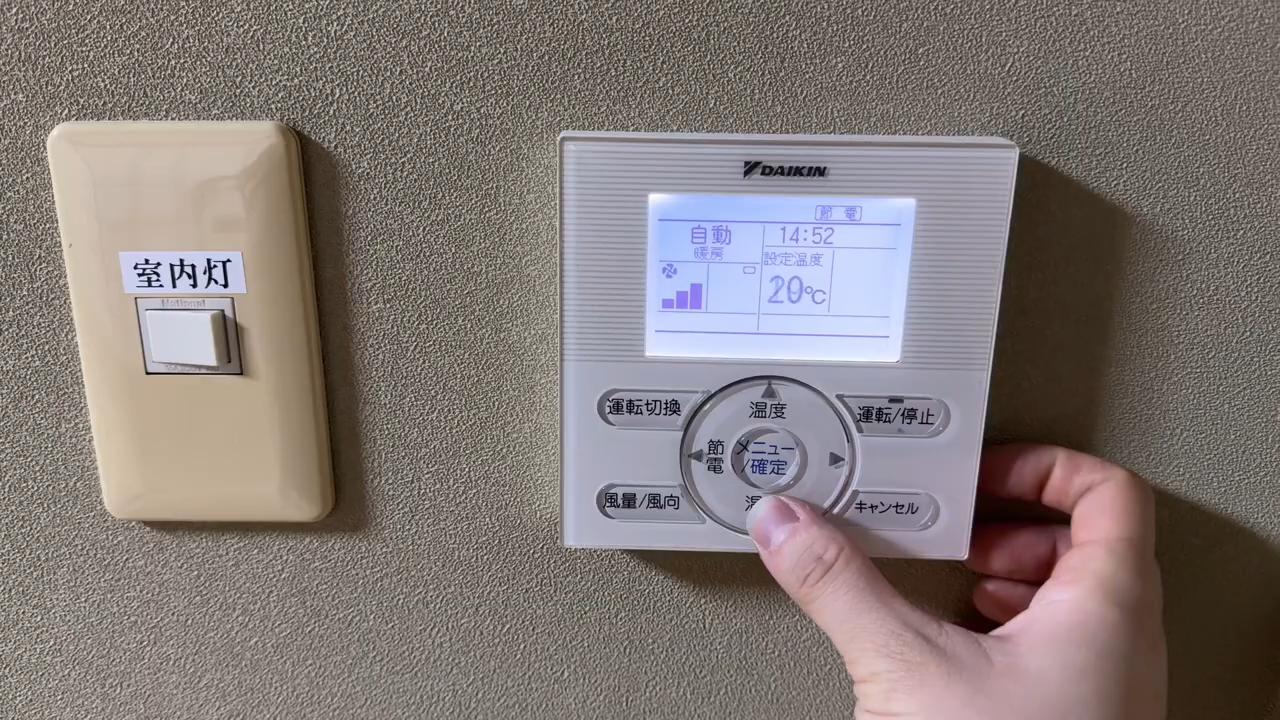 室内灯
National
DAIKIN
節電
自動
暖房
14:52
設定温度
20℃
運転切換
温度
運転/停止
節電
メニュー/確定
風量/風向
キャンセル